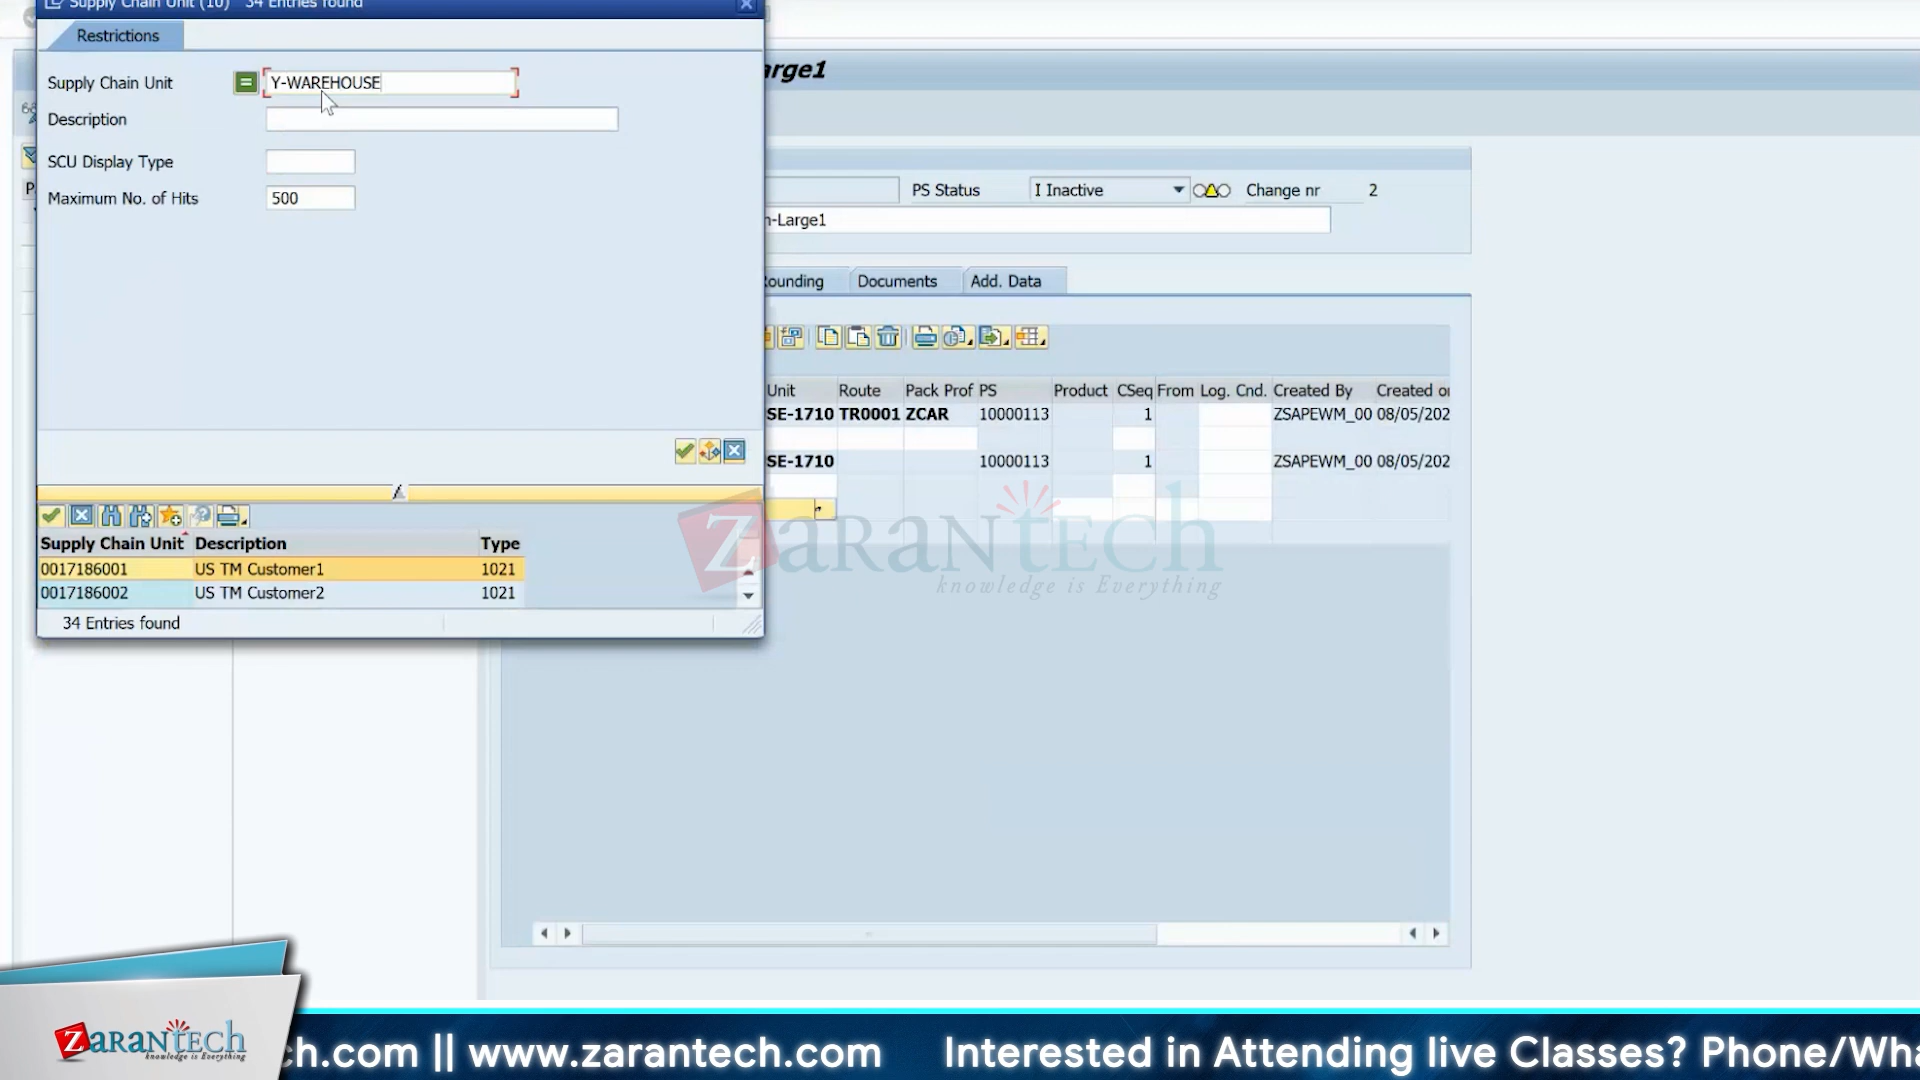 Supply Chain Unit (10) 34 Entries found
Restrictions
Supply Chain Unit
Y-WAREHOUSE
Description
SCU Display Type
Maximum No. of Hits
500
Supply Chain Unit Description Type
0017186001 US TM Customer1 1021
0017186002 US TM Customer2 1021
34 Entries found
arge1
PS Status
I Inactive
Change nr
2
n-Large1
ounding
Documents
Add. Data
Unit Route Pack Prof PS Product CSeq From Log. Cnd. Created By Created o
SE-1710 TR0001 ZCAR 10000113 1 ZSAPEWM_00 08/05/202
SE-1710 10000113 1 ZSAPEWM_00 08/05/202
ZARANTECH
knowledge is Everything
ZARANTECH
knowledge is Everything
ch.com || www.zarantech.com Interested in Attending live Classes? Phone/Wha